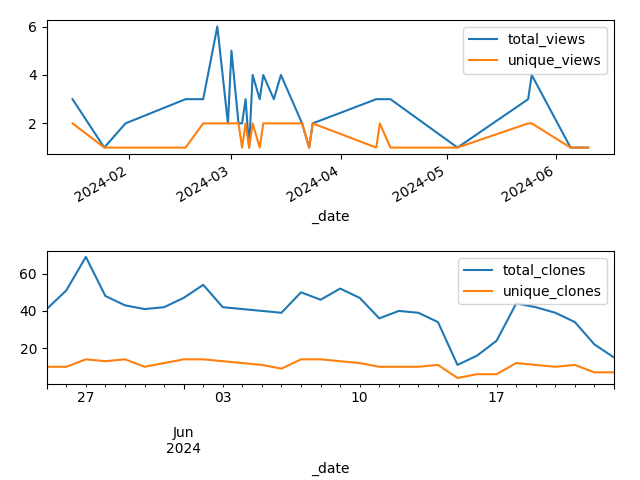 6
4
2
total_views
unique_views
2024-02
2024-03
2024-04
2024-05
2024-06
_date
60
40
20
total_clones
unique_clones
27
03
10
17
Jun
2024
_date